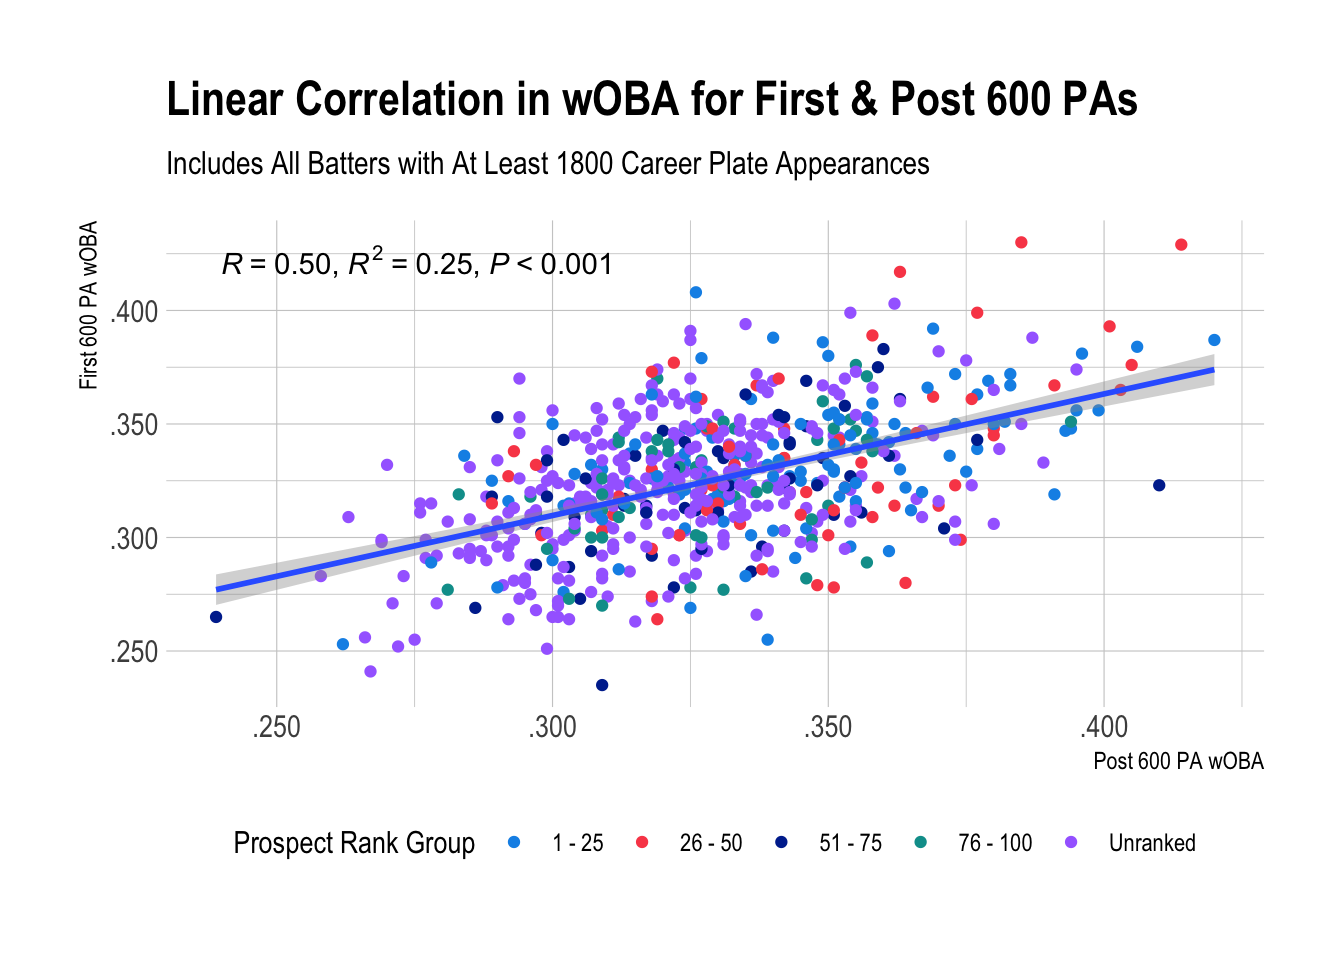 Linear Correlation in wOBA for First & Post 600 PAs
Includes All Batters with At Least 1800 Career Plate Appearances
First 600 PA wOBA
R = 0.50, R² = 0.25, P < 0.001
.400
.350
.300
.250
.250 .300 .350 .400
Post 600 PA wOBA
Prospect Rank Group 1 - 25 26 - 50 51 - 75 76 - 100 Unranked